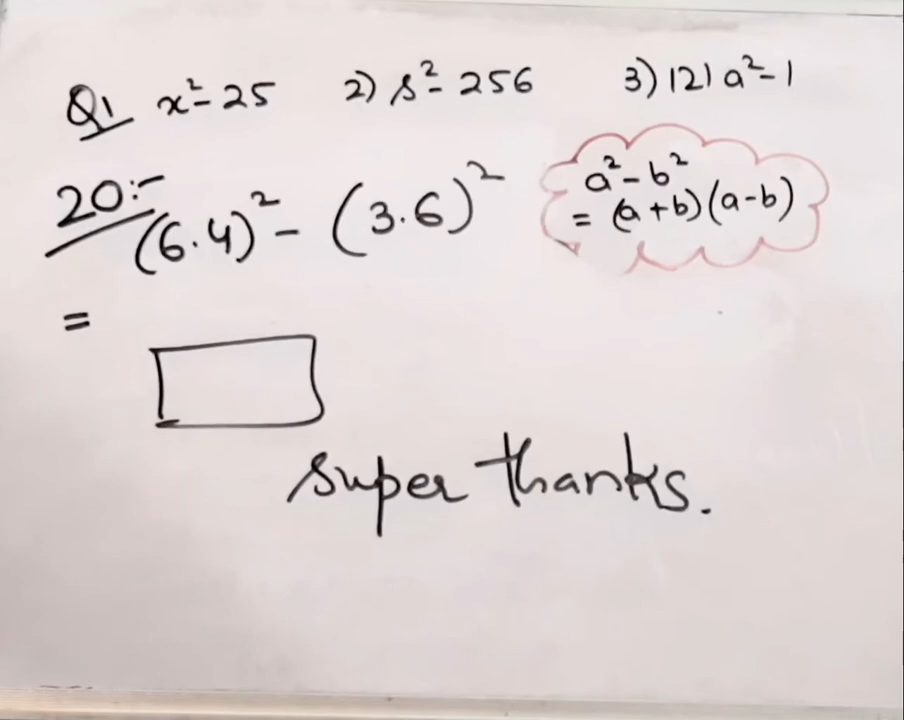 Q1 x²-25 2) s²- 256 3) 121a²-1
20:- (6.4)² - (3.6)²
a² - b²
= (a+b)(a-b)
=
super thanks.